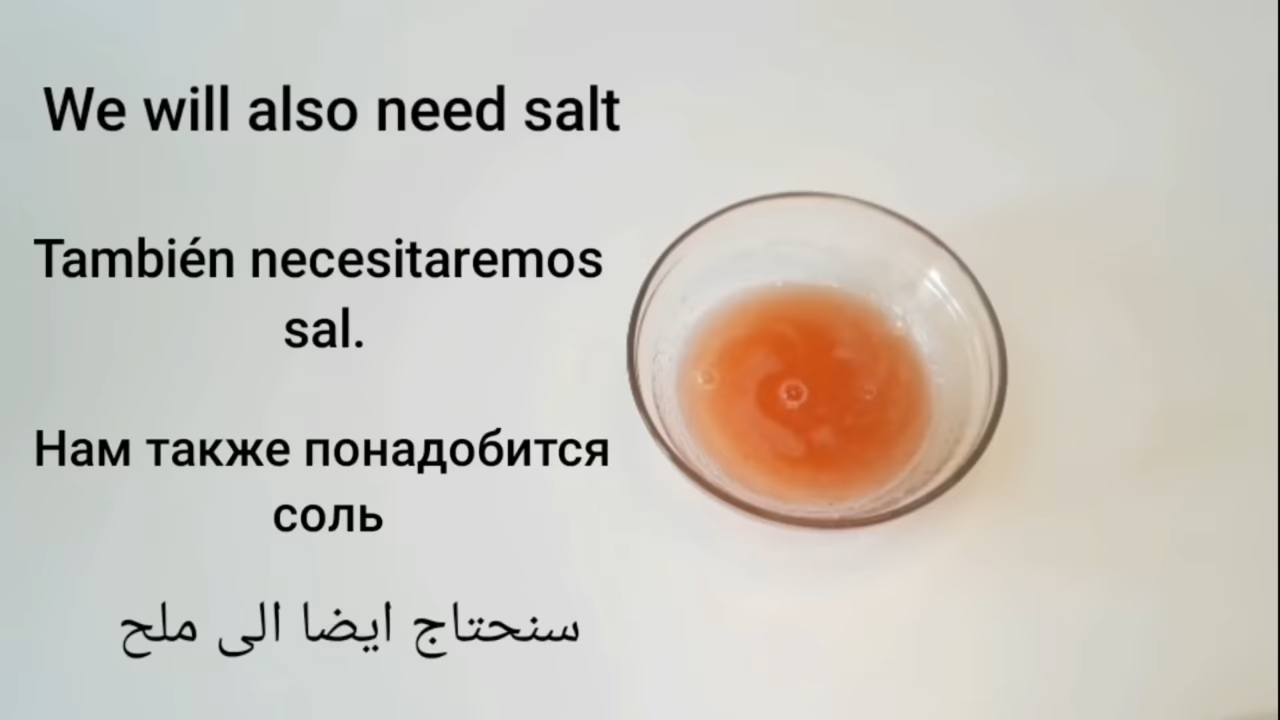 We will also need salt
También necesitaremos
sal.
Нам также понадобится
соль
سنحتاج ايضا الى ملح